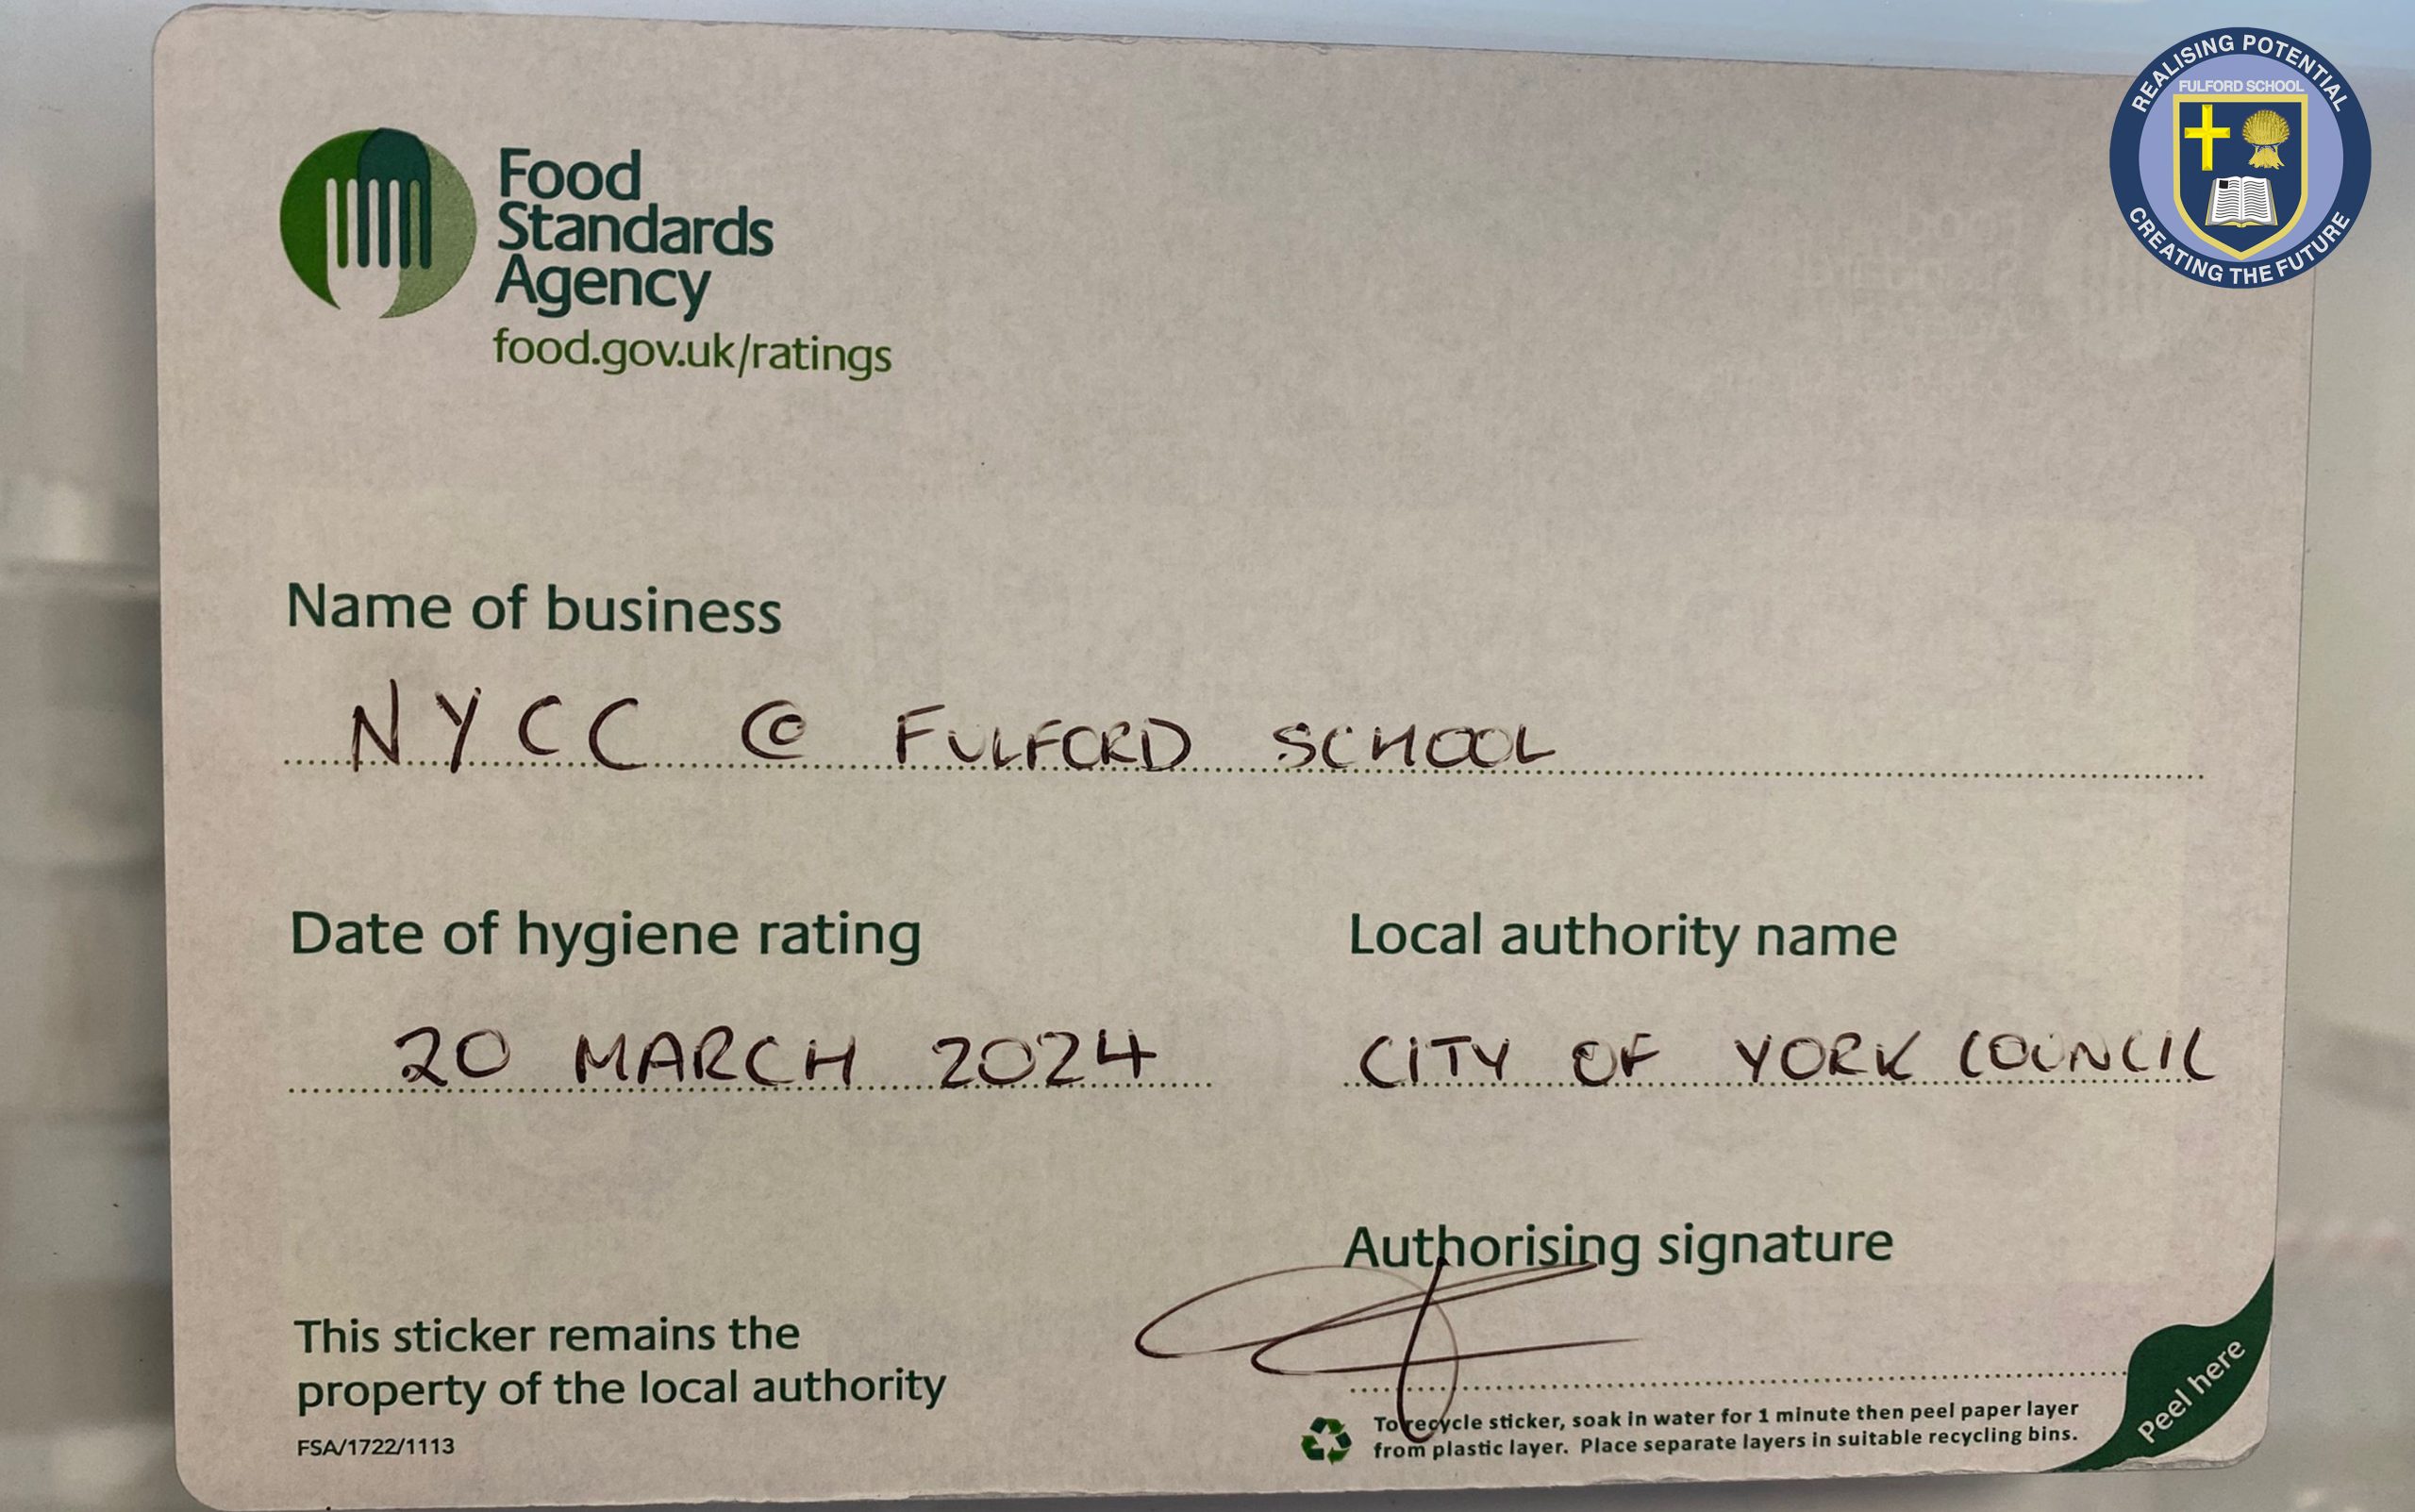 Food
Standards
Agency
food.gov.uk/ratings
REALISING POTENTIAL
FULFORD SCHOOL
CREATING THE FUTURE
Name of business
NYCC @ FULFORD SCHOOL
Date of hygiene rating
20 MARCH 2024
Local authority name
CITY OF YORK COUNCIL
Authorising signature
This sticker remains the
property of the local authority
FSA/1722/1113
To recycle sticker, soak in water for 1 minute then peel paper layer
from plastic layer. Place separate layers in suitable recycling bins.
Peel here